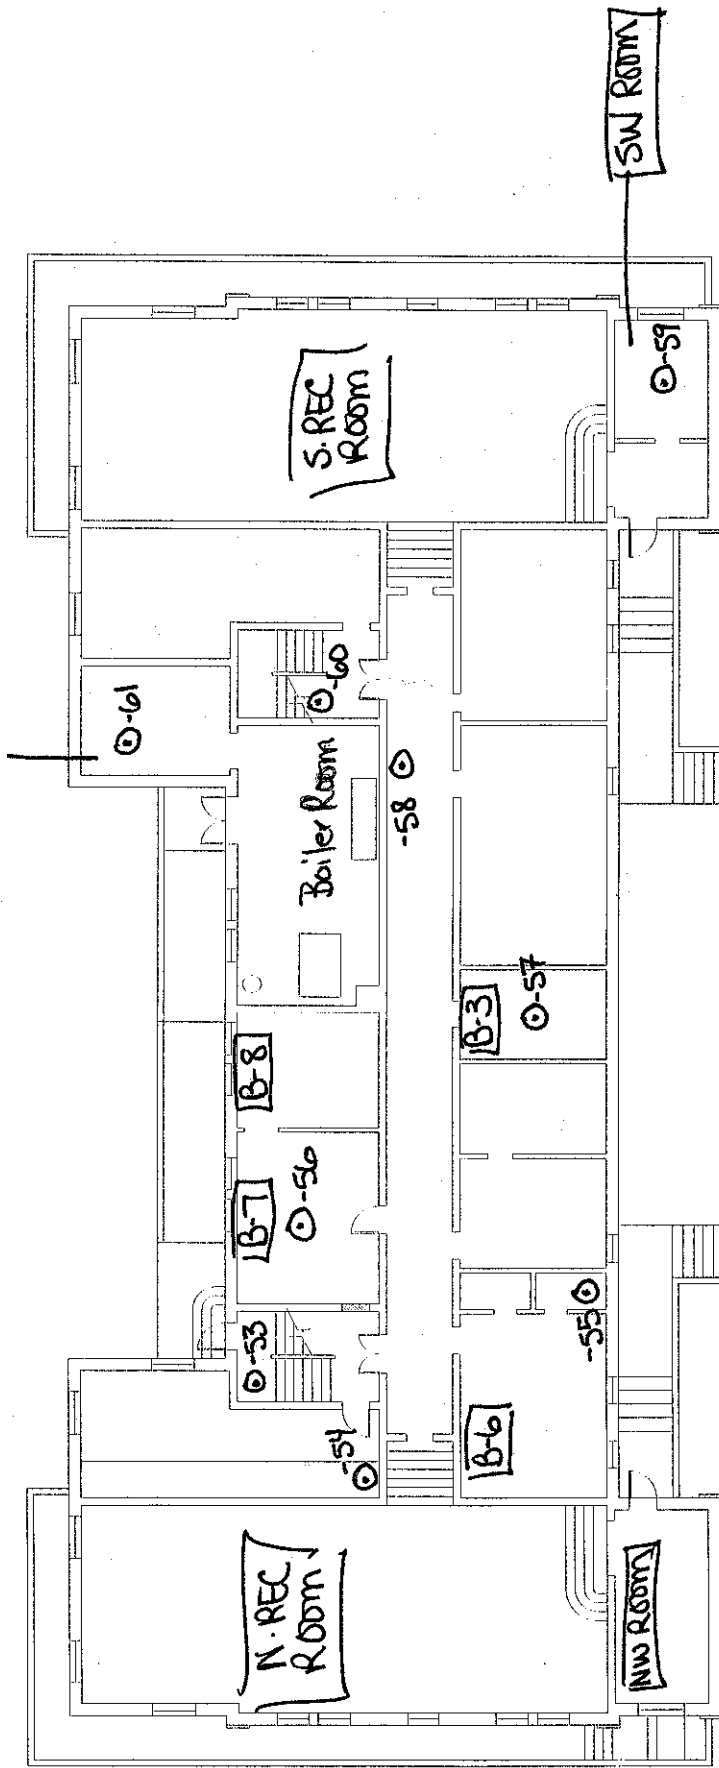 SW Room
-59
S. REC
Room
-61
-60
Boiler Room
-58
B-3
-57
B-8
B-7
-56
-53
-55
-54
B-6
N. REC
Room
NW Room